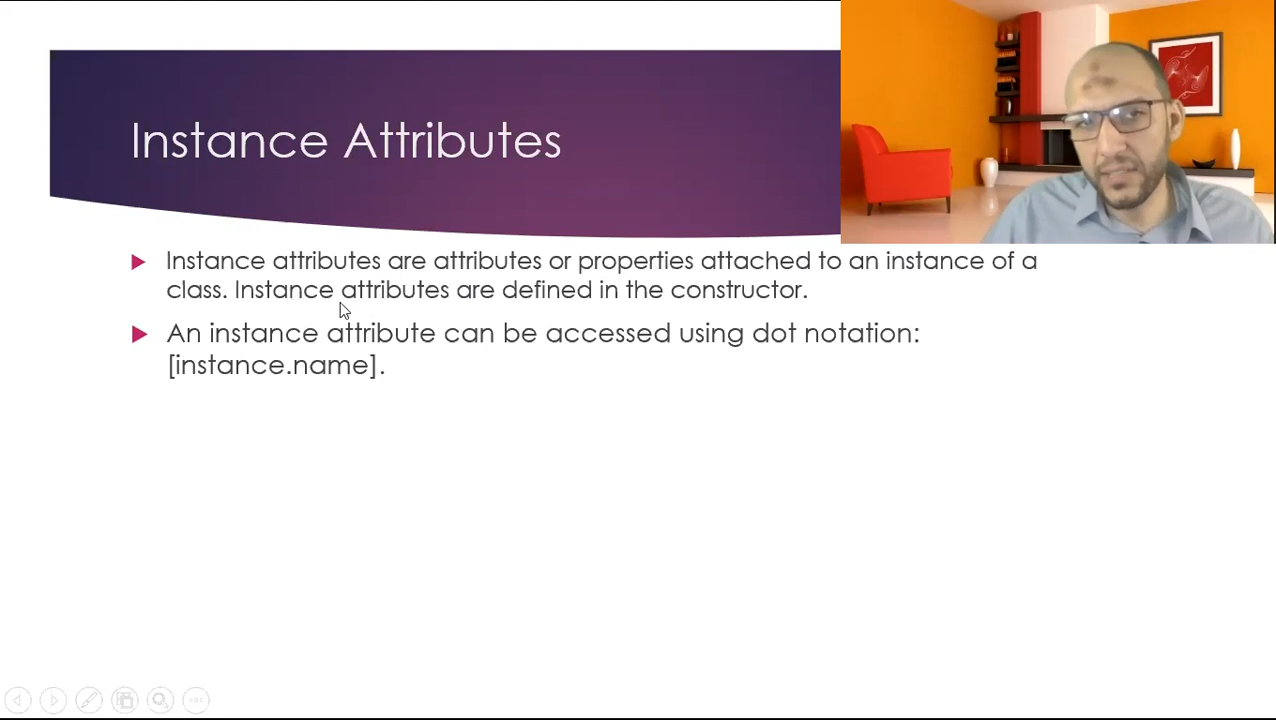 Instance Attributes
Instance attributes are attributes or properties attached to an instance of a
class. Instance attributes are defined in the constructor.
An instance attribute can be accessed using dot notation:
[instance.name].